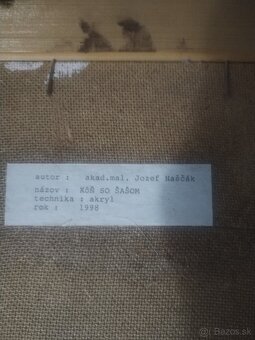 autor : akad.mal. Jozef Haščák
názov : KÔŇ SO ŠAŠOM
technika : akryl
rok : 1998
Bazos.sk